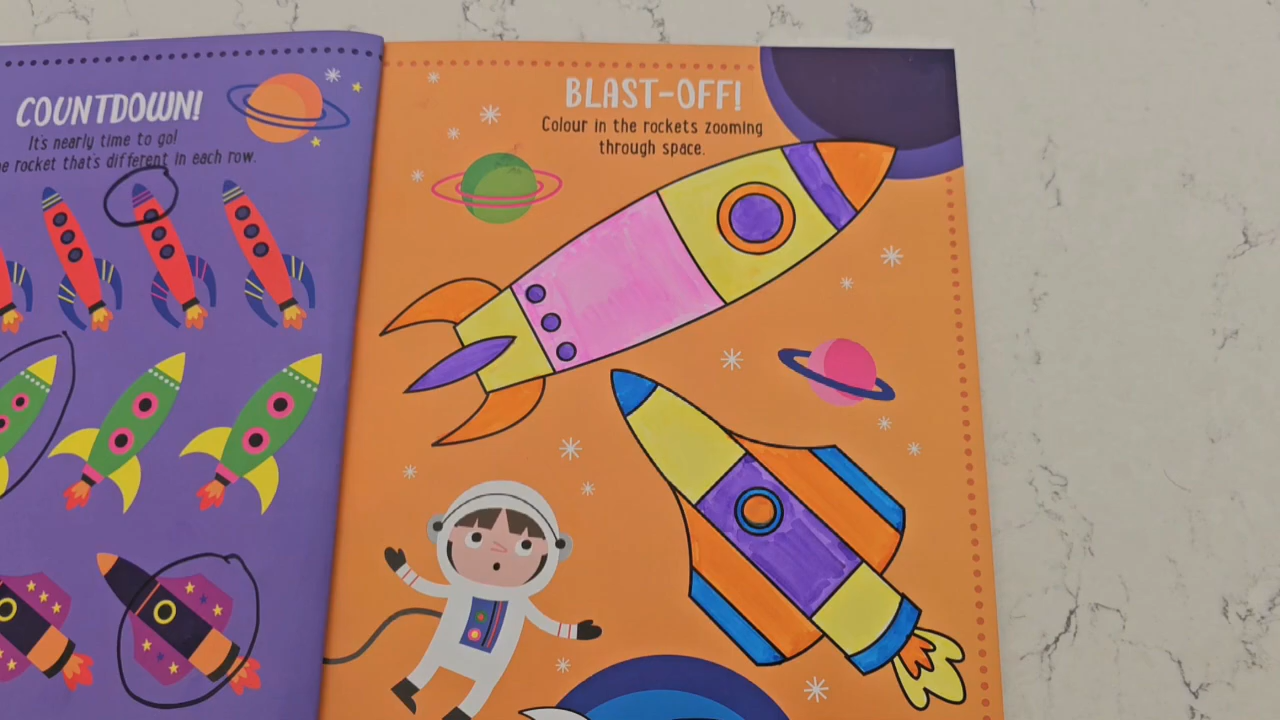 COUNTDOWN!
It's nearly time to go!
rocket that's different in each row.
BLAST-OFF!
Colour in the rockets zooming
through space.